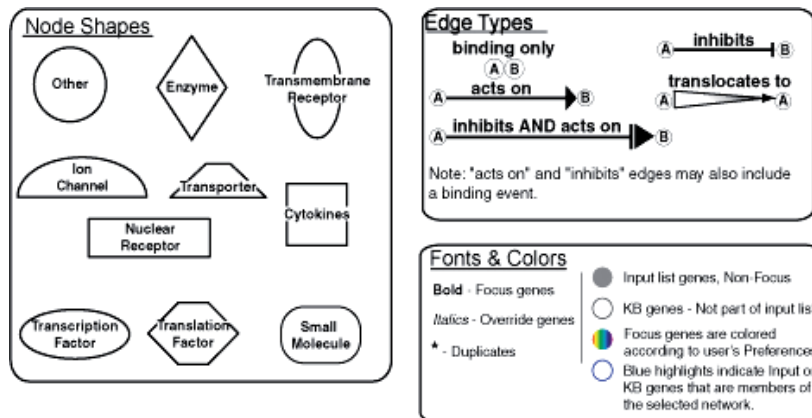 Node Shapes
Other
Enzyme
Transmembrane
Receptor
Ion
Channel
Transporter
Cytokines
Nuclear
Receptor
Transcription
Factor
Translation
Factor
Small
Molecule
Edge Types
binding only
A B
acts on
A B
inhibits AND acts on
A B
inhibits
A B
translocates to
A A
Note: "acts on" and "inhibits" edges may also include
a binding event.
Fonts & Colors
Bold - Focus genes
Italics - Override genes
* - Duplicates
Input list genes, Non-Focus
KB genes - Not part of input lis
Focus genes are colored
according to user's Preference
Blue highlights indicate Input o
KB genes that are members of
the selected network.